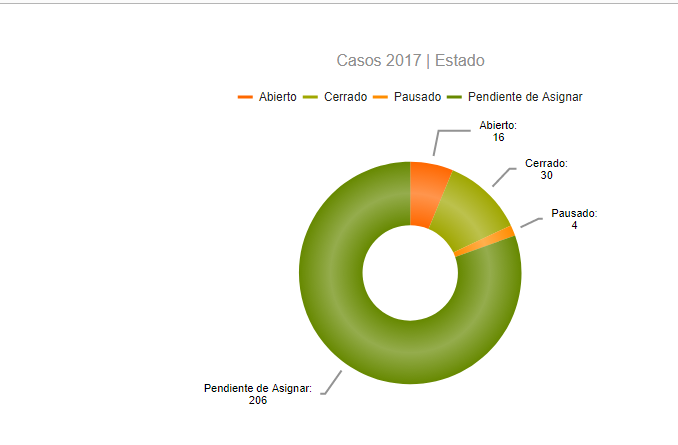 Casos 2017 | Estado
Abierto Cerrado Pausado Pendiente de Asignar
Abierto:
16
Cerrado:
30
Pausado:
4
Pendiente de Asignar:
206